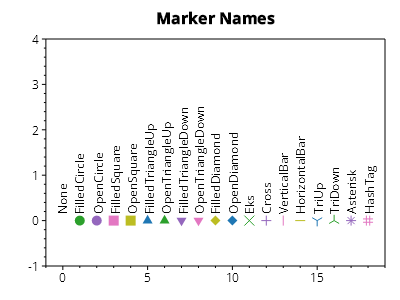 Marker Names
4
3
2
1
0
-1
None
FilledCircle
OpenCircle
FilledSquare
OpenSquare
FilledTriangleUp
OpenTriangleUp
FilledTriangleDown
OpenTriangleDown
FilledDiamond
OpenDiamond
Eks
Cross
VerticalBar
HorizontalBar
TriUp
TriDown
Asterisk
HashTag
0
5
10
15